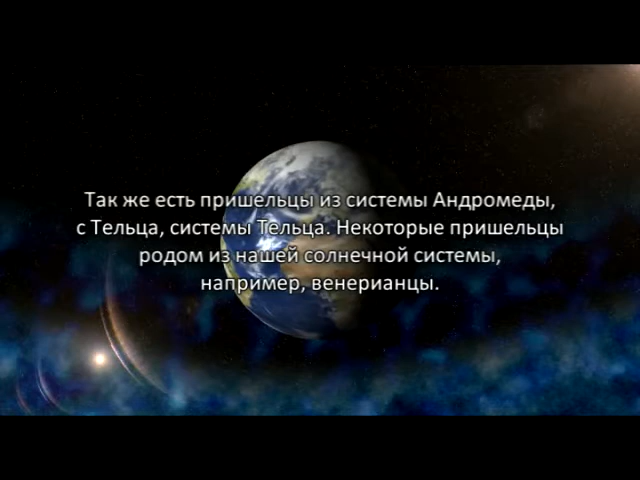 Так же есть пришельцы из системы Андромеды,
с Тельца, системы Тельца. Некоторые пришельцы
родом из нашей солнечной системы,
например, венерианцы.